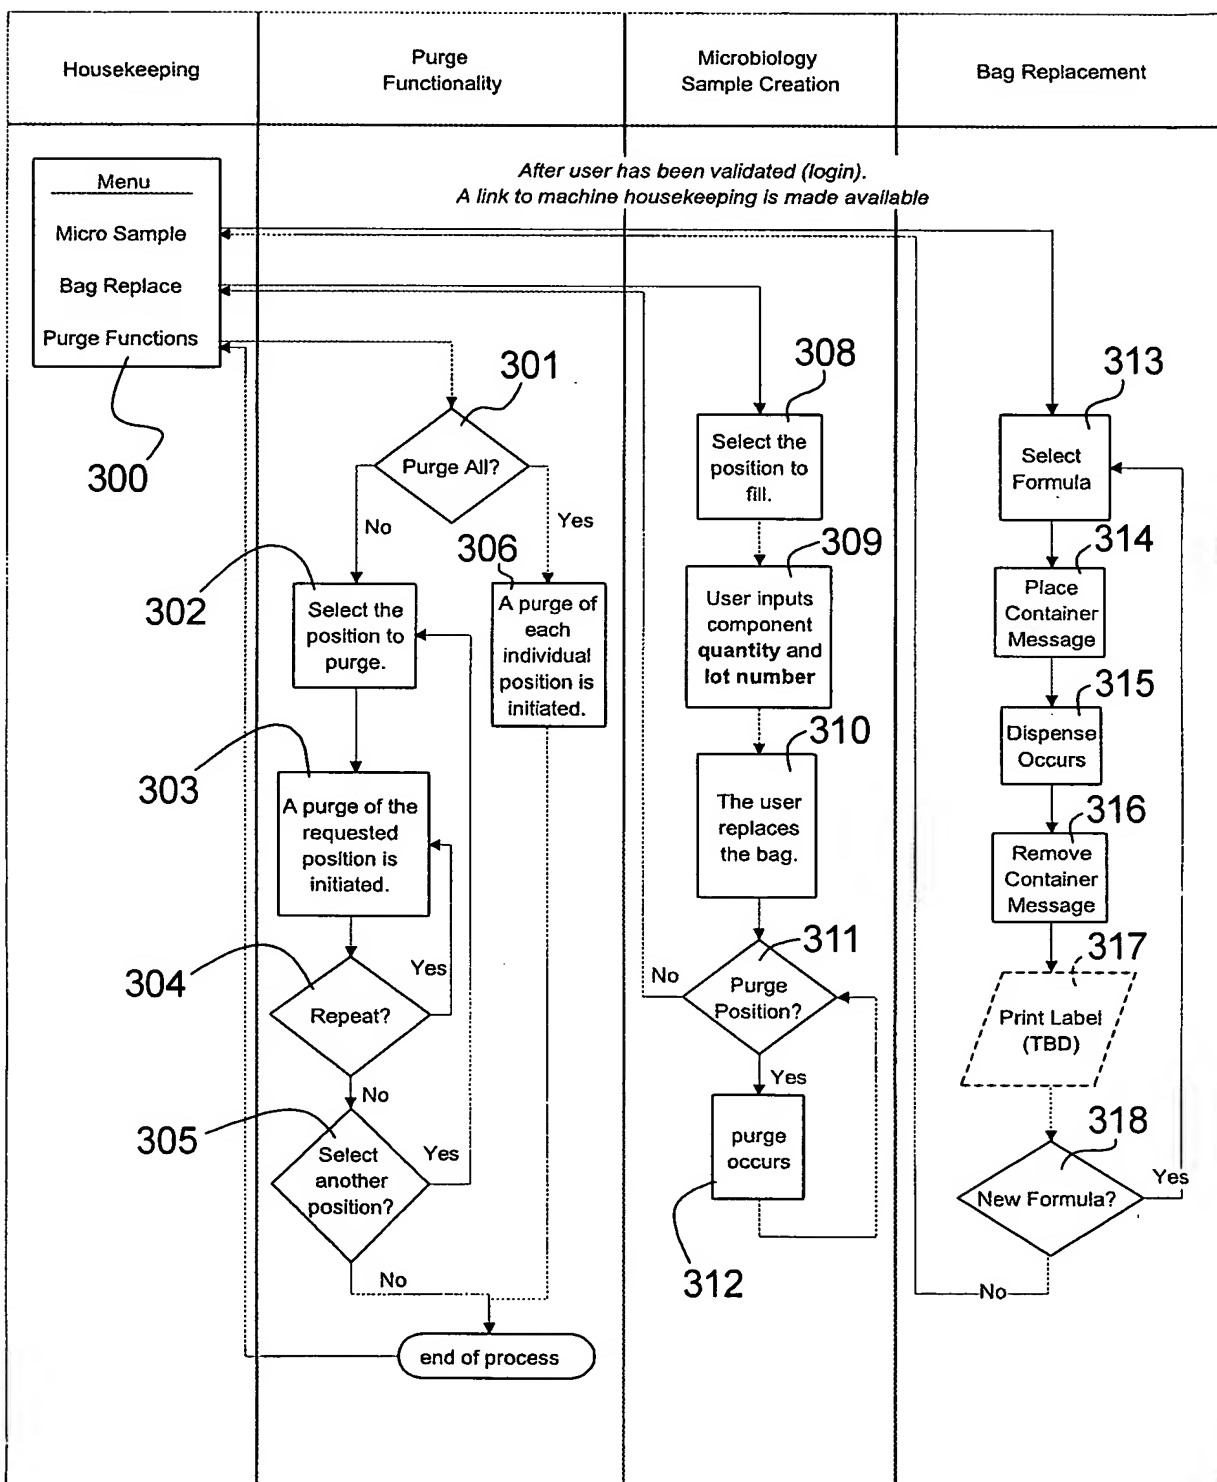 Housekeeping
Purge
Functionality
Microbiology
Sample Creation
Bag Replacement
After user has been validated (login).
A link to machine housekeeping is made available
Menu
Micro Sample
Bag Replace
Purge Functions
300
301
Purge All?
No
Yes
302
Select the
position to
purge.
306
A purge of
each
individual
position is
initiated.
303
A purge of the
requested
position is
initiated.
304
Repeat?
Yes
No
305
Select
another
position?
Yes
No
end of process
308
Select the
position to
fill.
309
User inputs
component
quantity and
lot number
310
The user
replaces
the bag.
311
Purge
Position?
No
Yes
purge
occurs
312
313
Select
Formula
314
Place
Container
Message
315
Dispense
Occurs
316
Remove
Container
Message
317
Print Label
(TBD)
318
New Formula?
Yes
No